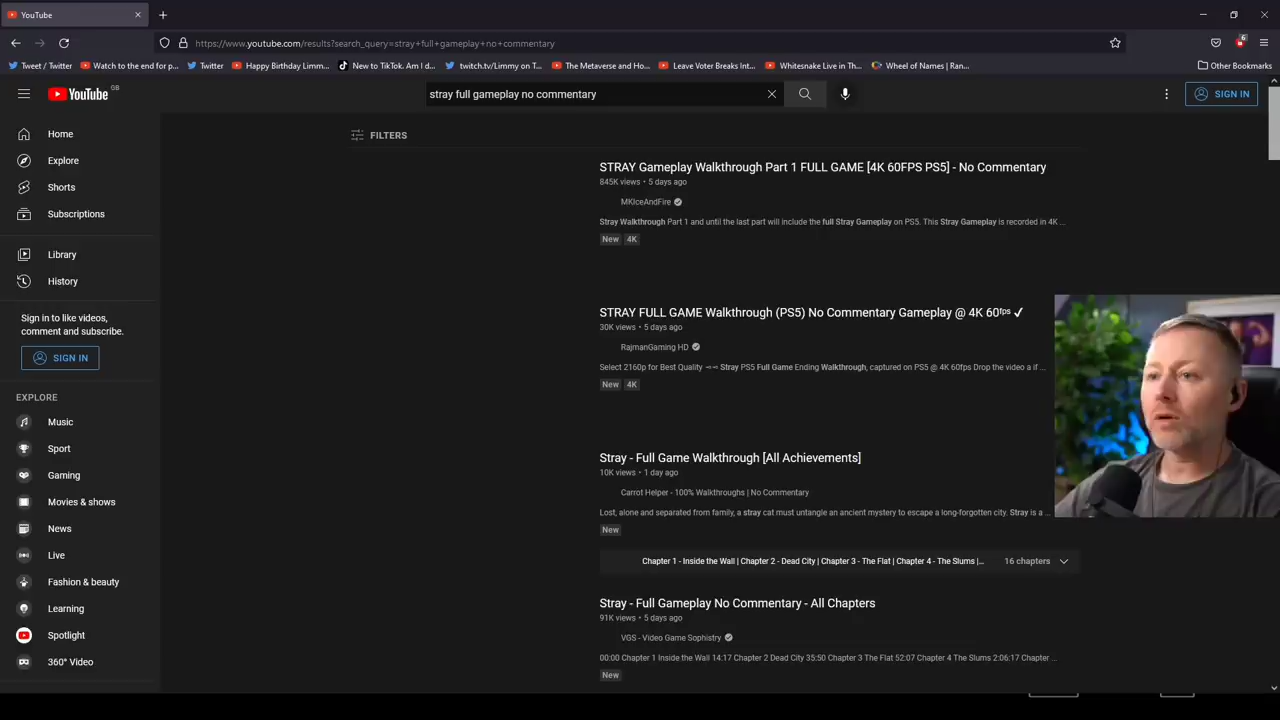 YouTube
https://www.youtube.com/results?search_query=stray+full+gameplay+no+commentary
6
Tweet / Twitter
Watch to the end for p...
Twitter
Happy Birthday Limm...
New to TikTok. Am I d...
twitch.tv/Limmy on T...
The Metaverse and Ho...
Leave Voter Breaks Int...
Whitesnake Live in Th...
Wheel of Names | Ran...
Other Bookmarks
YouTube GB
stray full gameplay no commentary
SIGN IN
Home
Explore
Shorts
Subscriptions
Library
History
Sign in to like videos,
comment and subscribe.
SIGN IN
EXPLORE
Music
Sport
Gaming
Movies & shows
News
Live
Fashion & beauty
Learning
Spotlight
360° Video
FILTERS
STRAY Gameplay Walkthrough Part 1 FULL GAME [4K 60FPS PS5] - No Commentary
845K views • 5 days ago
MKIceAndFire
Stray Walkthrough Part 1 and until the last part will include the full Stray Gameplay on PS5. This Stray Gameplay is recorded in 4K ...
New 4K
STRAY FULL GAME Walkthrough (PS5) No Commentary Gameplay @ 4K 60ᶠᵖˢ ✓
30K views • 5 days ago
RajmanGaming HD
Select 2160p for Best Quality ⊸⊸ Stray PS5 Full Game Ending Walkthrough, captured on PS5 @ 4K 60fps Drop the video a if ...
New 4K
Stray - Full Game Walkthrough [All Achievements]
10K views • 1 day ago
Carrot Helper - 100% Walkthroughs | No Commentary
Lost, alone and separated from family, a stray cat must untangle an ancient mystery to escape a long-forgotten city. Stray is a ...
New
Chapter 1 - Inside the Wall | Chapter 2 - Dead City | Chapter 3 - The Flat | Chapter 4 - The Slums |...
16 chapters
Stray - Full Gameplay No Commentary - All Chapters
91K views • 5 days ago
VGS - Video Game Sophistry
00:00 Chapter 1 Inside the Wall 14:17 Chapter 2 Dead City 35:50 Chapter 3 The Flat 52:07 Chapter 4 The Slums 2:06:17 Chapter ...
New